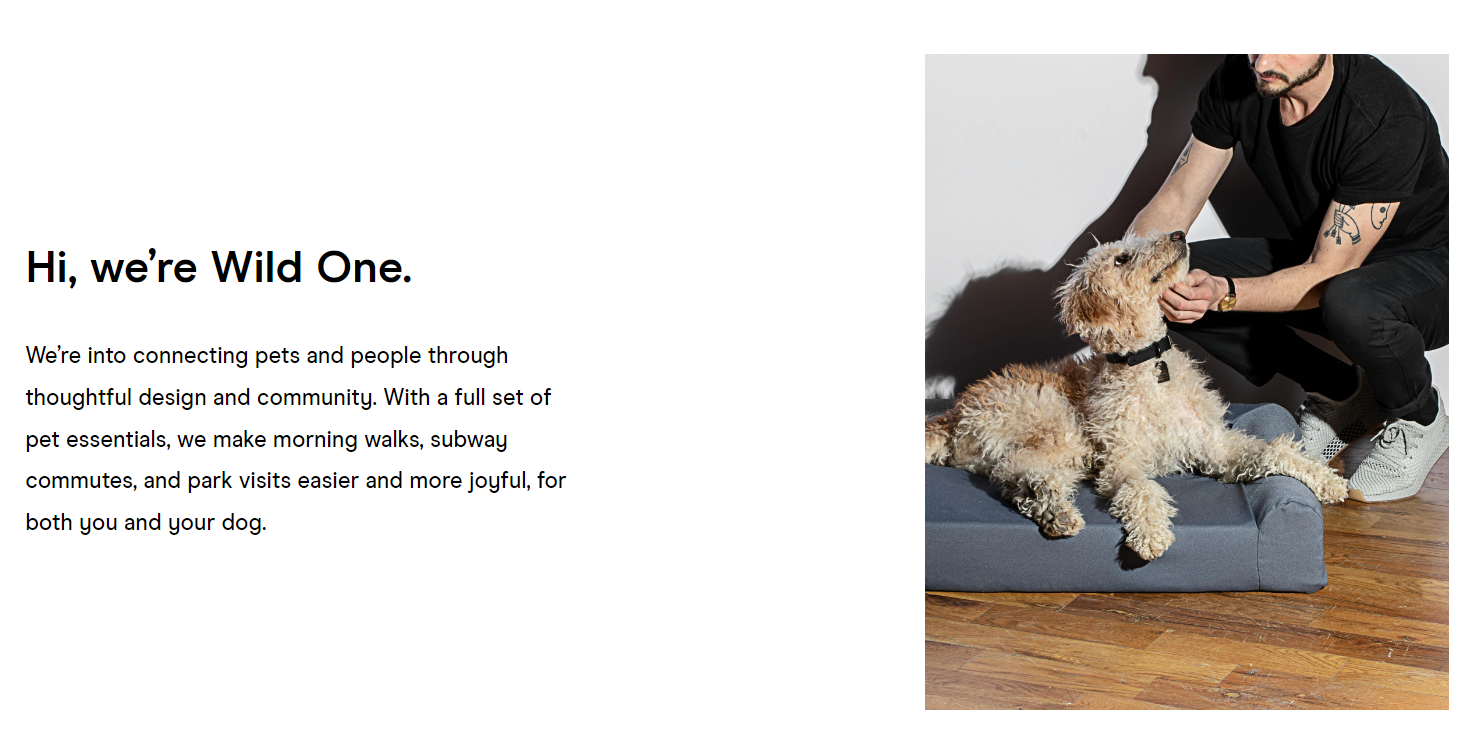 Hi, we’re Wild One.
We’re into connecting pets and people through
thoughtful design and community. With a full set of
pet essentials, we make morning walks, subway
commutes, and park visits easier and more joyful, for
both you and your dog.